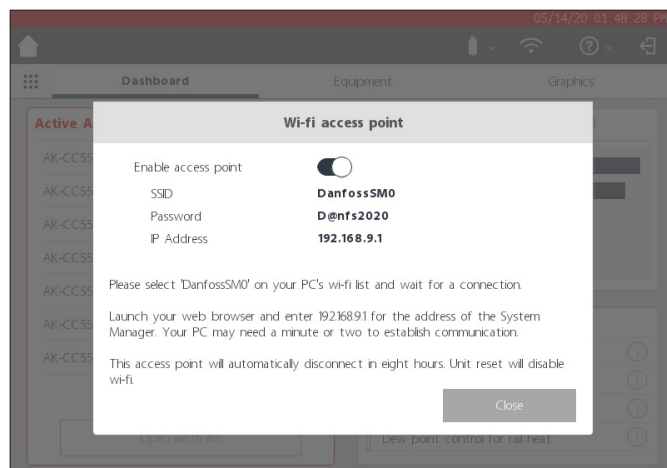 05/14/20 01:48:28 PM
Dashboard
Equipment
Graphics
Active A
Wi-fi access point
AK-CC55
AK-CC55
AK-CC55
AK-CC55
AK-CC55
AK-CC55
AK-CC55
Enable access point
SSID
DanfossSM0
Password
D@nfs2020
IP Address
192.168.9.1
Please select 'DanfossSM0' on your PC's wi-fi list and wait for a connection.
Launch your web browser and enter 192.168.9.1 for the address of the System
Manager. Your PC may need a minute or two to establish communication.
This access point will automatically disconnect in eight hours. Unit reset will disable
wi-fi.
Close
Open alarm list
Dew point control for rail heat